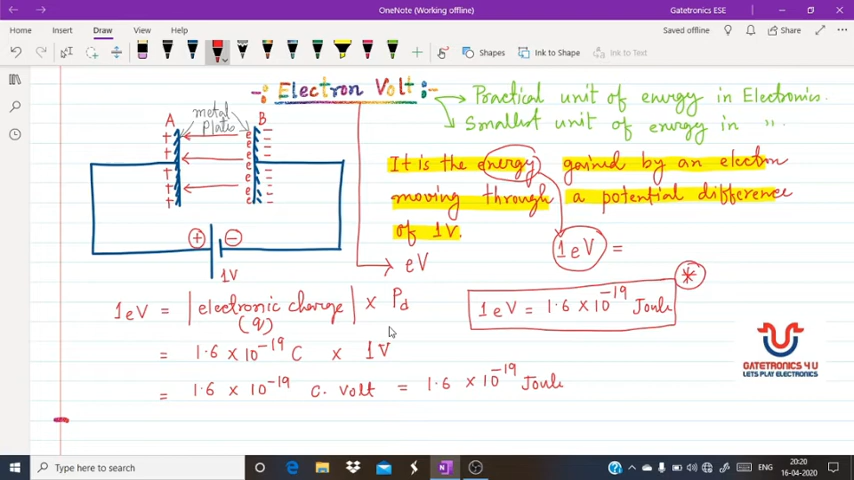 OneNote (Working offline)
Gatetronics ESE
Home Insert Draw View
Saved offline Share
Shapes Ink to Shape Ink to Text
-: Electron Volt :-
Practical unit of energy in Electronics.
Smallest unit of energy in "
metal
plates
A B
+ e -
+ e -
+ e -
+ e -
+ e -
It is the energy gained by an electron
moving through a potential difference
of 1V.
1eV =
+ -
1V
eV
1eV = |electronic charge| x Pd
(q)
1eV = 1.6 x 10-19 Joule *
= 1.6 x 10-19 C x 1V
= 1.6 x 10-19 C. Volt = 1.6 x 10-19 Joule
GATETRONICS 4 U
LETS PLAY ELECTRONICS
Type here to search
ENG
20:20
16-04-2020